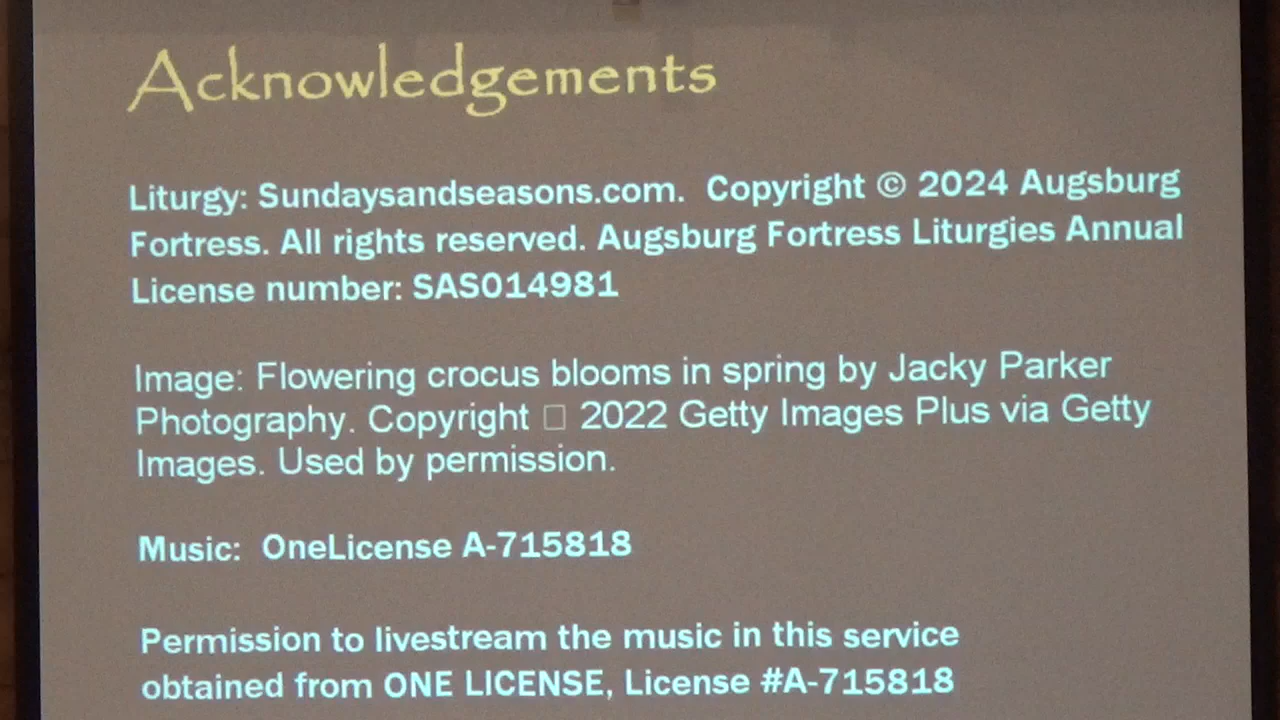 Acknowledgements
Liturgy: Sundaysandseasons.com.  Copyright © 2024 Augsburg
Fortress. All rights reserved. Augsburg Fortress Liturgies Annual
License number: SAS014981
Image: Flowering crocus blooms in spring by Jacky Parker
Photography. Copyright □ 2022 Getty Images Plus via Getty
Images. Used by permission.
Music:  OneLicense A-715818
Permission to livestream the music in this service
obtained from ONE LICENSE, License #A-715818